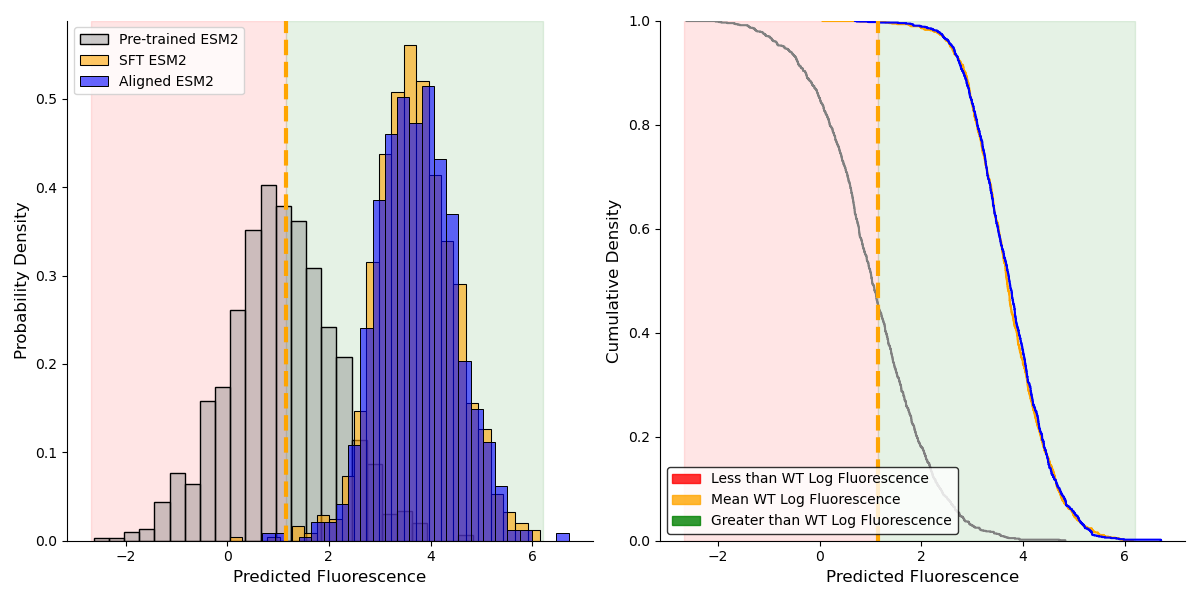 Pre-trained ESM2
SFT ESM2
Aligned ESM2
Probability Density
0.5
0.4
0.3
0.2
0.1
0.0
−2
0
2
4
6
Predicted Fluorescence
Cumulative Density
1.0
0.8
0.6
0.4
0.2
0.0
Less than WT Log Fluorescence
Mean WT Log Fluorescence
Greater than WT Log Fluorescence
−2
0
2
4
6
Predicted Fluorescence